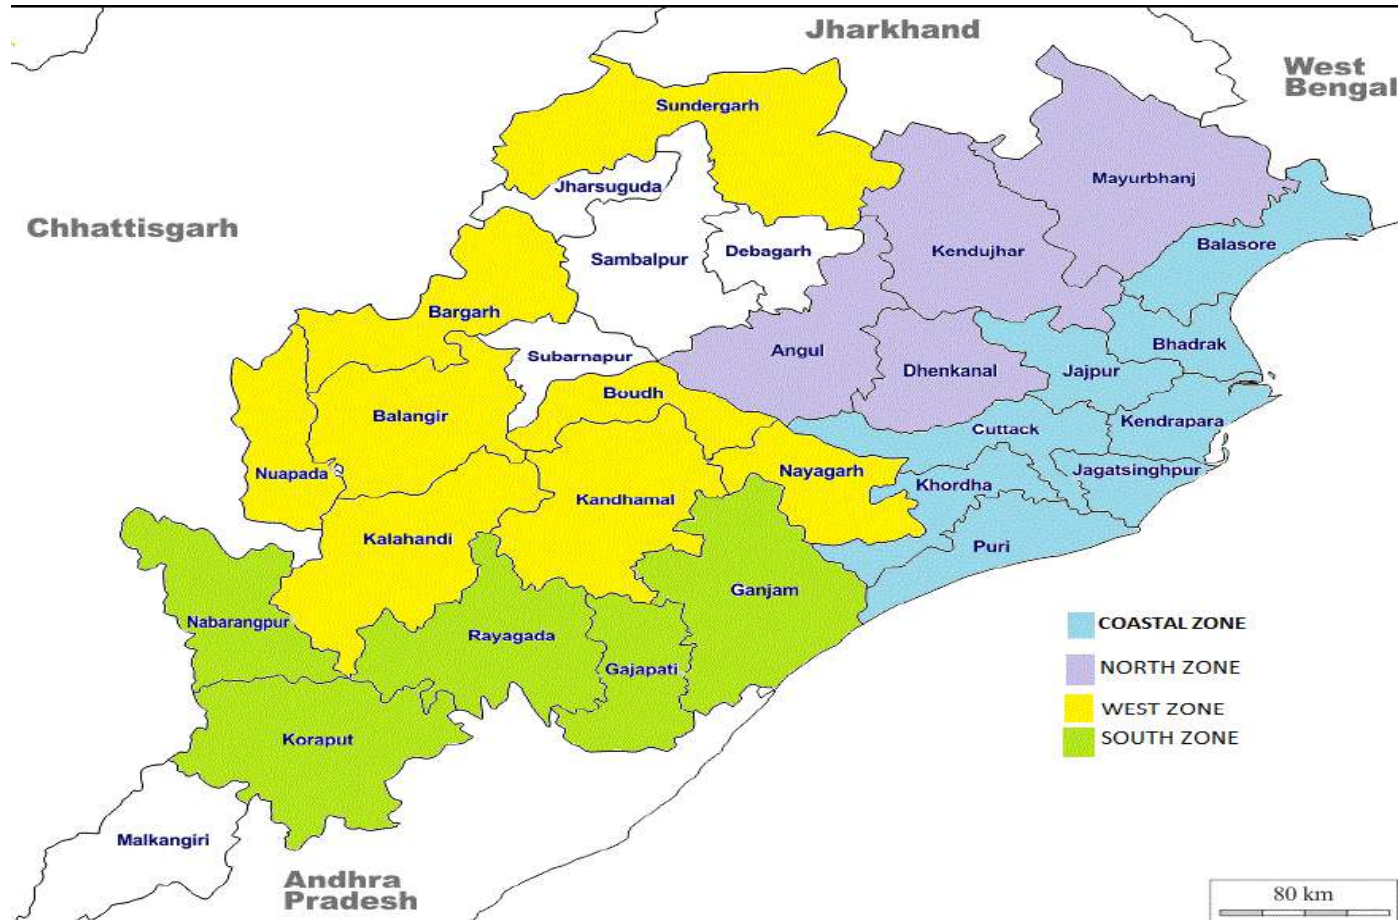 Jharkhand
West
Bengal
Sundergarh
Mayurbhanj
Jharsuguda
Chhattisgarh
Balasore
Debagarh
Kendujhar
Sambalpur
Bargarh
Bhadrak
Angul
Subarnapur
Dhenkanal
Jajpur
Boudh
Balangir
Kendrapara
Cuttack
Nayagarh
Jagatsinghpur
Nuapada
Khordha
Kandhamal
Kalahandi
Puri
Ganjam
Nabarangpur
COASTAL ZONE
Rayagada
Gajapati
NORTH ZONE
WEST ZONE
Koraput
SOUTH ZONE
Malkangiri
Andhra
Pradesh
80 km